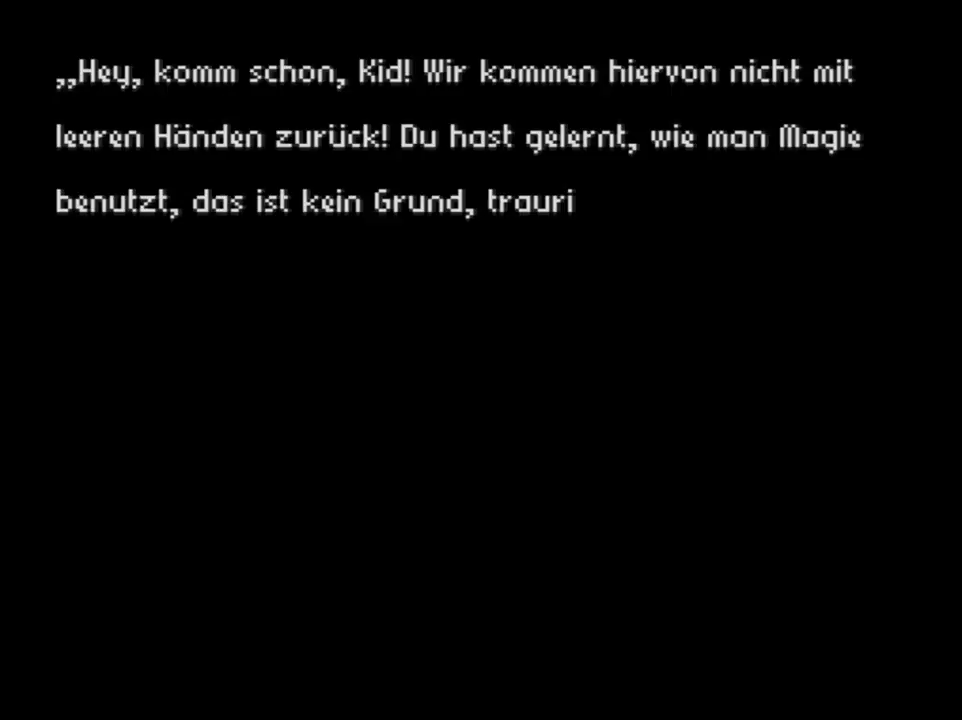 „Hey, komm schon, Kid! Wir kommen hiervon nicht mit
leeren Händen zurück! Du hast gelernt, wie man Magie
benutzt, das ist kein Grund, trauri